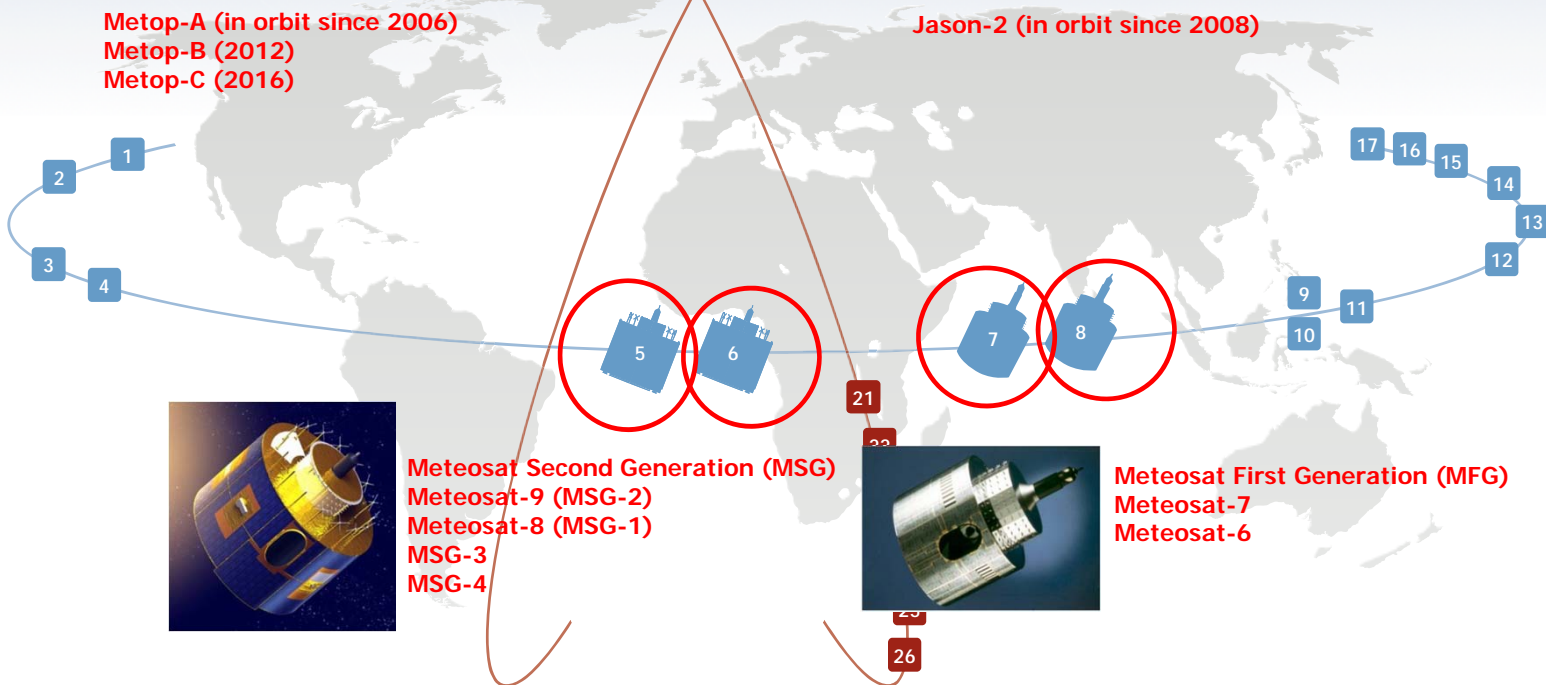 Metop-A (in orbit since 2006)
Metop-B (2012)
Metop-C (2016)
Jason-2 (in orbit since 2008)
1
2
3
4
5
6
7
8
9
10
11
12
13
14
15
16
17
21
26
Meteosat Second Generation (MSG)
Meteosat-9 (MSG-2)
Meteosat-8 (MSG-1)
MSG-3
MSG-4
Meteosat First Generation (MFG)
Meteosat-7
Meteosat-6